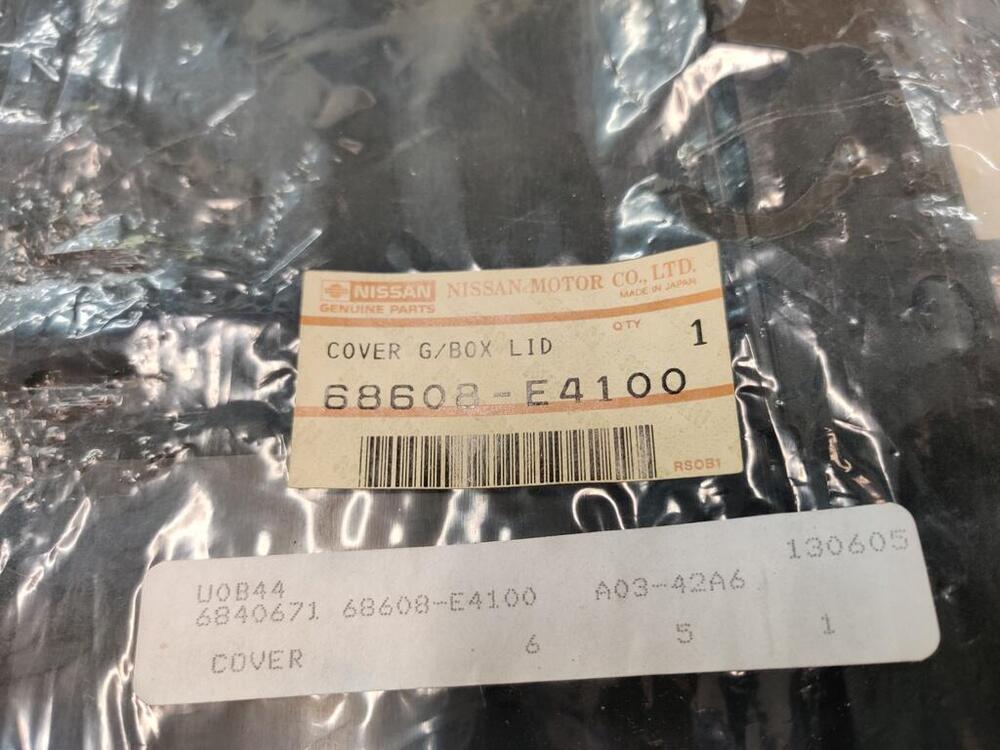 NISSAN NISSAN MOTOR CO., LTD.
GENUINE PARTS MADE IN JAPAN
QTY 1
COVER G/BOX LID
68608-E4100
RSOB1
130605
U0B44
6840671 68608-E4100 A03-42A6
COVER 6 5 1